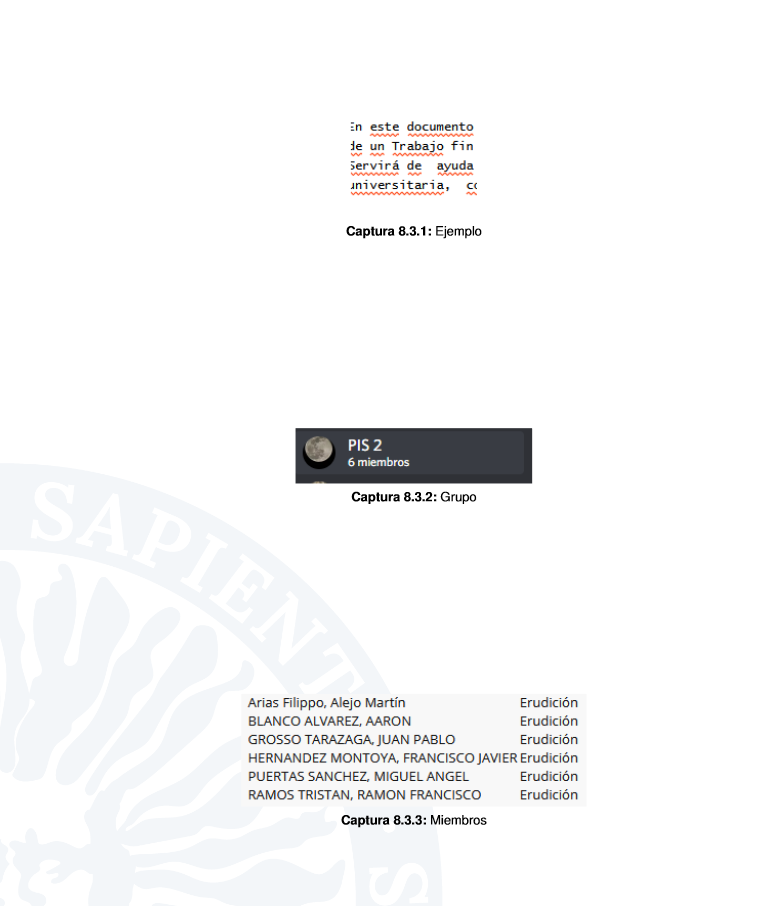 En este documento
de un Trabajo fin
Servirá de ayuda
universitaria, co
Captura 8.3.1: Ejemplo
PIS 2
6 miembros
Captura 8.3.2: Grupo
SAPIENT
Arias Filippo, Alejo Martín Erudición
BLANCO ALVAREZ, AARON Erudición
GROSSO TARAZAGA, JUAN PABLO Erudición
HERNANDEZ MONTOYA, FRANCISCO JAVIER Erudición
PUERTAS SANCHEZ, MIGUEL ANGEL Erudición
RAMOS TRISTAN, RAMON FRANCISCO Erudición
Captura 8.3.3: Miembros
S